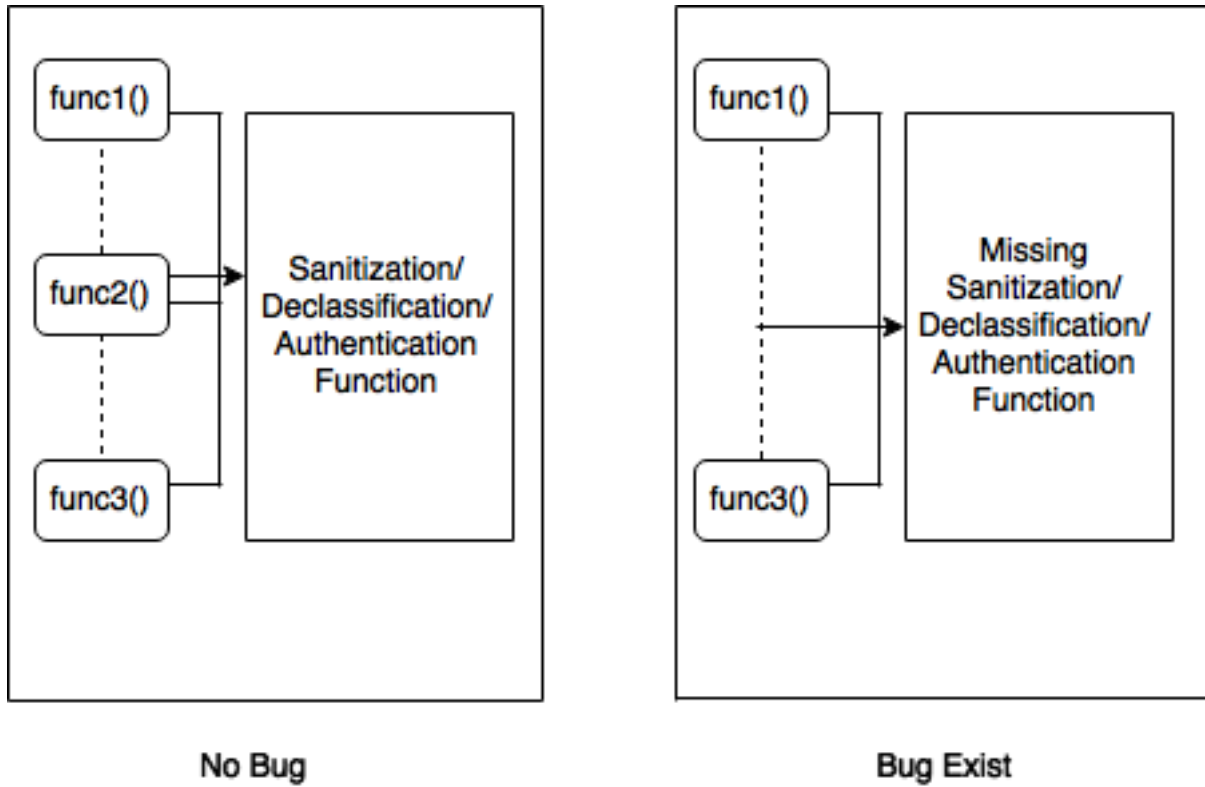 func1()
func2()
func3()
Sanitization/
Declassification/
Authentication
Function
No Bug
func1()
func3()
Missing
Sanitization/
Declassification/
Authentication
Function
Bug Exist